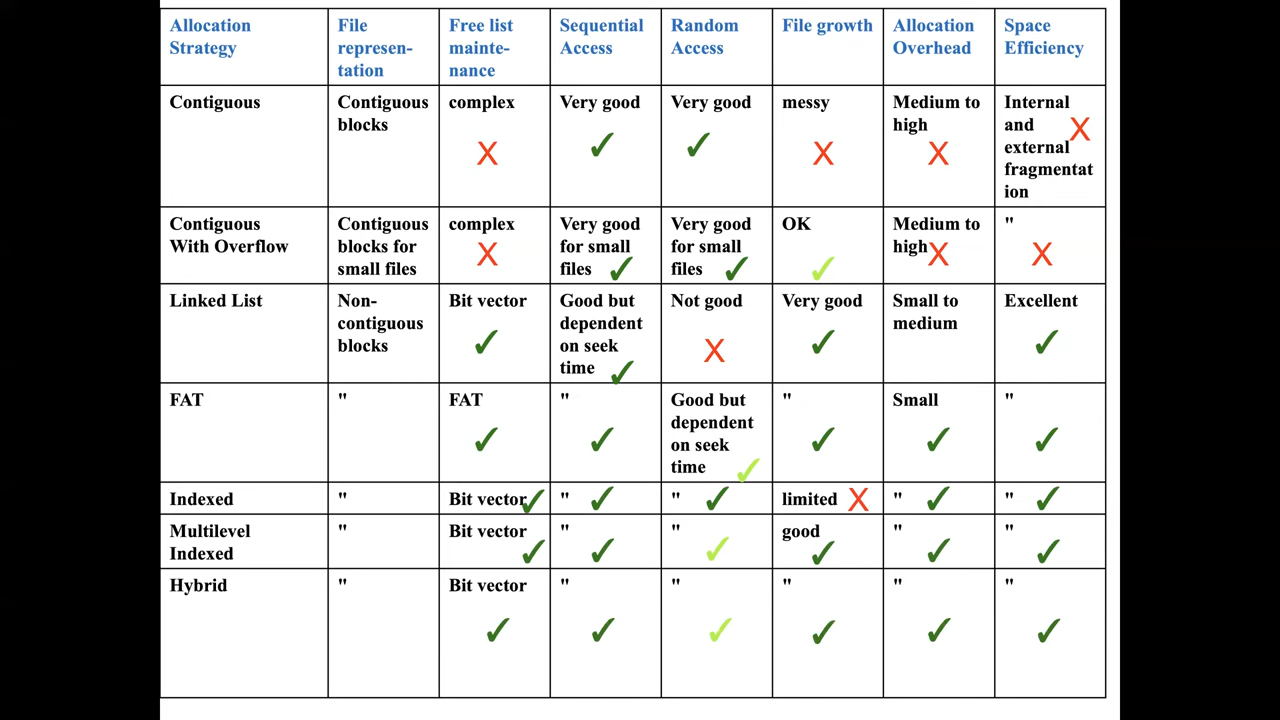 Allocation
Strategy
File
represen-
tation
Free list
mainte-
nance
Sequential
Access
Random
Access
File growth
Allocation
Overhead
Space
Efficiency
Contiguous
Contiguous
blocks
complex
Very good
Very good
messy
Medium to
high
Internal
and
external
fragmentat
ion
Contiguous
With Overflow
Contiguous
blocks for
small files
complex
Very good
for small
files
Very good
for small
files
OK
Medium to
high
"
Linked List
Non-
contiguous
blocks
Bit vector
Good but
dependent
on seek
time
Not good
Very good
Small to
medium
Excellent
FAT
"
FAT
"
Good but
dependent
on seek
time
"
Small
"
Indexed
"
Bit vector
"
"
limited
"
"
Multilevel
Indexed
"
Bit vector
"
"
good
"
"
Hybrid
"
Bit vector
"
"
"
"
"